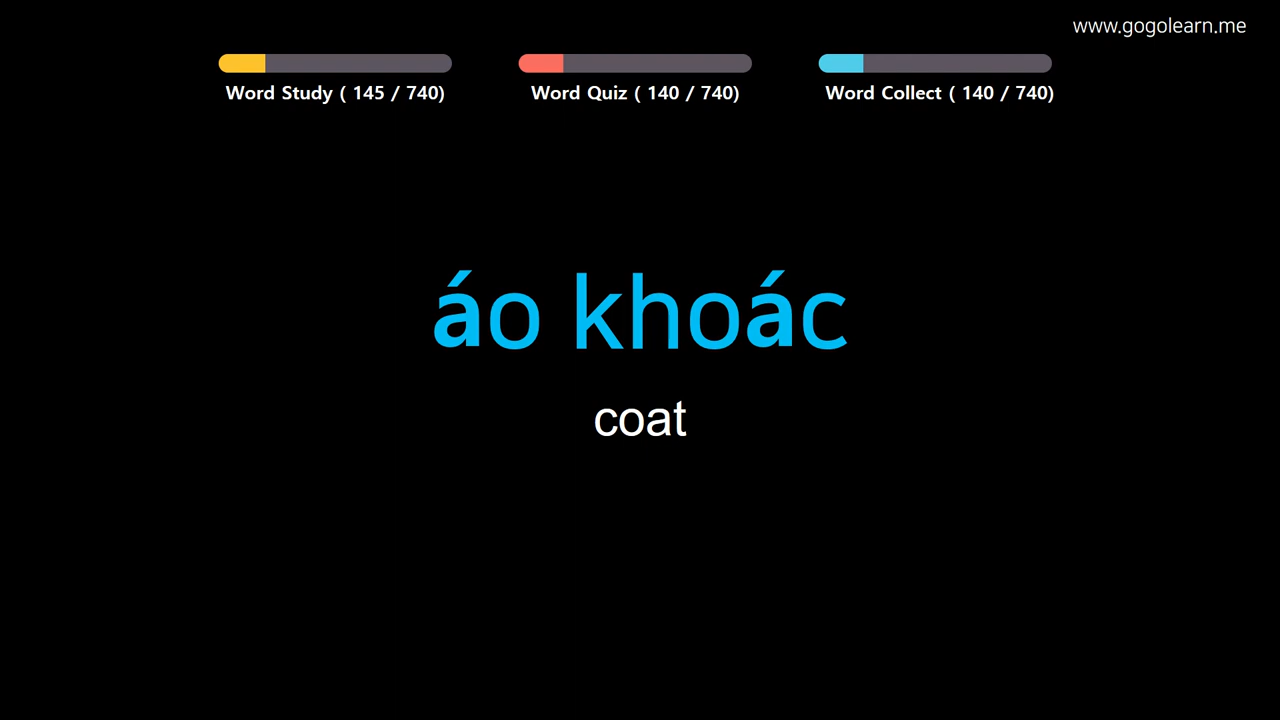 www.gogolearn.me
Word Study ( 145 / 740)
Word Quiz ( 140 / 740)
Word Collect ( 140 / 740)
áo khoác
coat